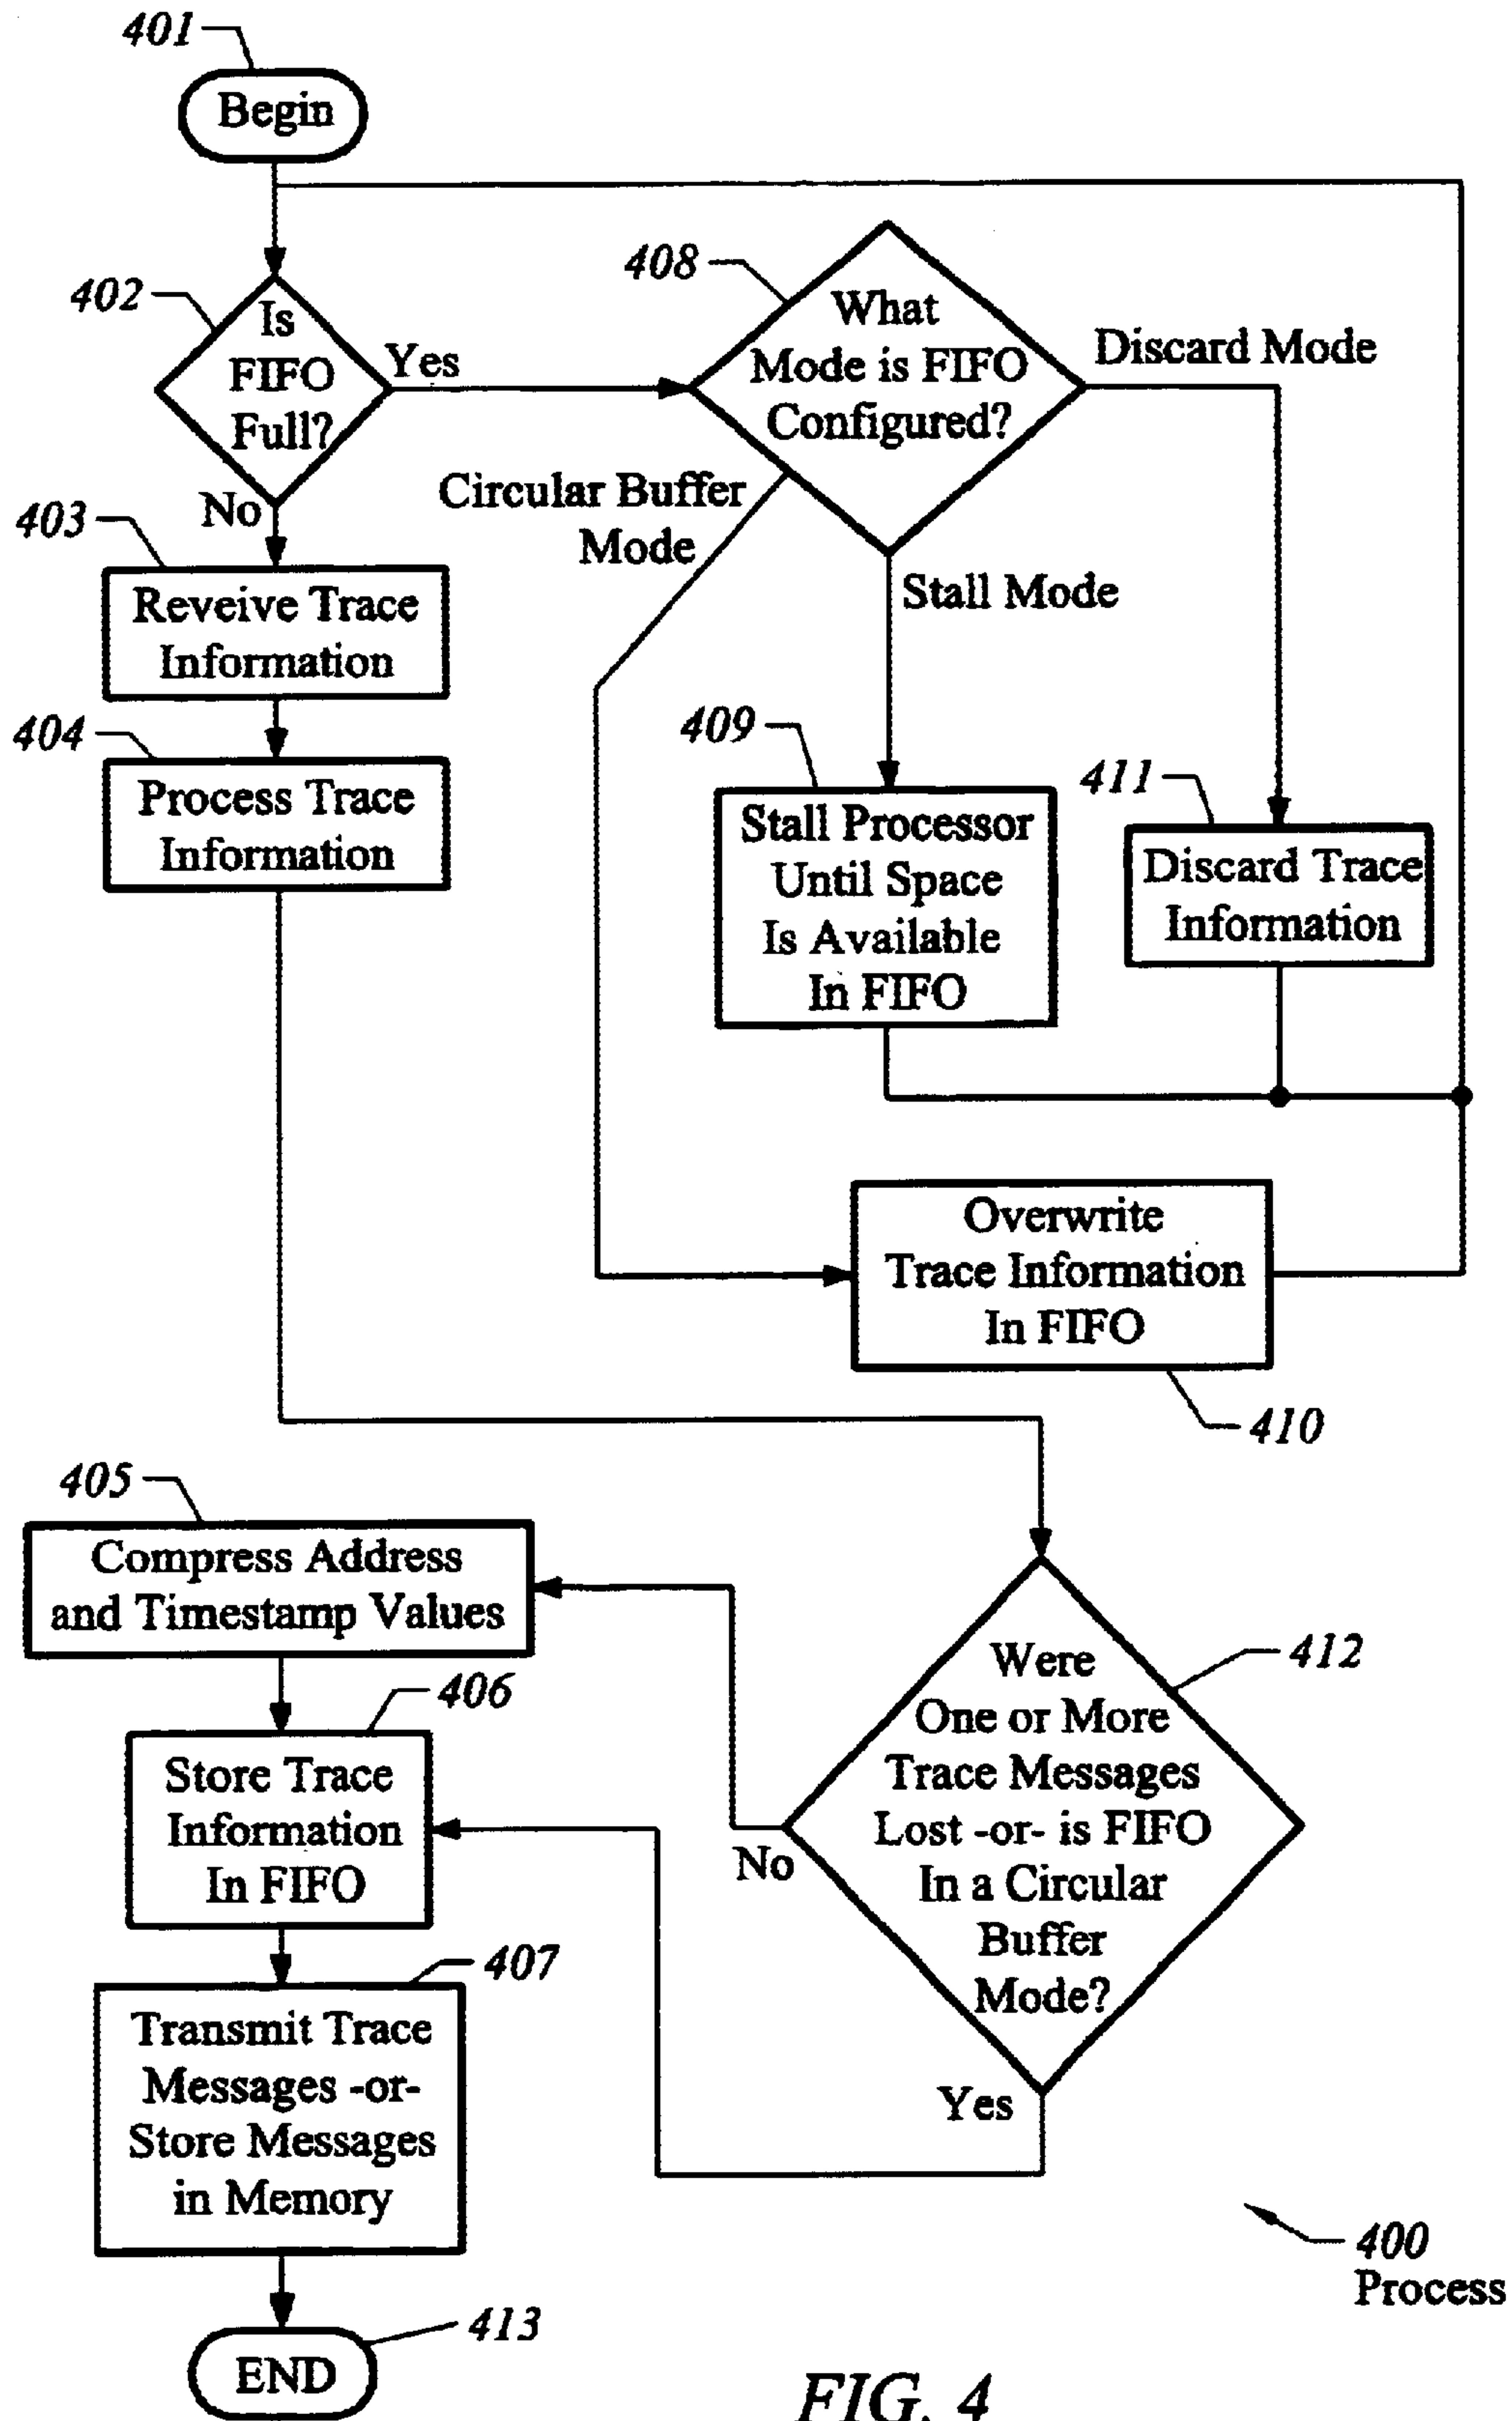 401
Begin
402
Is
FIFO
Full?
Yes
No
408
What
Mode is FIFO
Configured?
Discard Mode
Circular Buffer
Mode
Stall Mode
403
Reveive Trace
Information
404
Process Trace
Information
409
Stall Processor
Until Space
Is Available
In FIFO
411
Discard Trace
Information
Overwrite
Trace Information
In FIFO
410
405
Compress Address
and Timestamp Values
406
Store Trace
Information
In FIFO
412
Were
One or More
Trace Messages
Lost -or- is FIFO
In a Circular
Buffer
Mode?
No
Yes
407
Transmit Trace
Messages -or-
Store Messages
in Memory
413
END
400
Process
FIG. 4